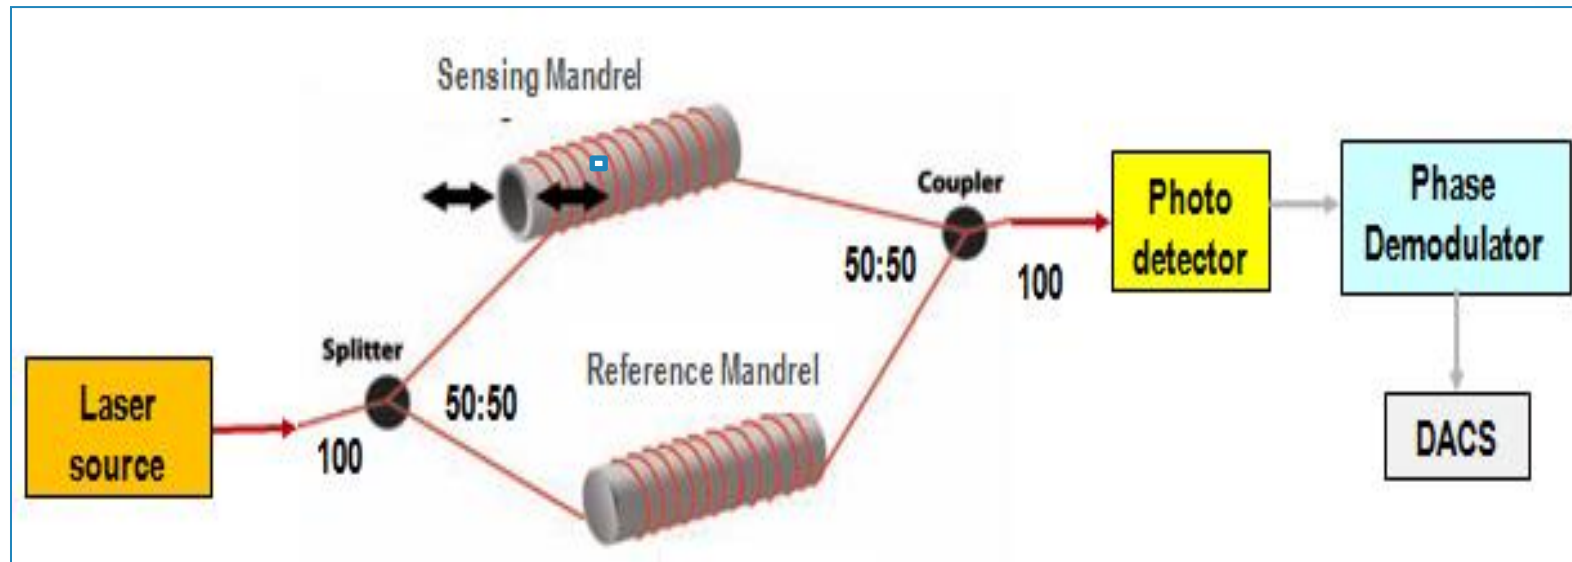 Sensing Mandrel
Coupler
Photo
detector
Phase
Demodulator
50:50
100
Splitter
Reference Mandrel
50:50
Laser
source
100
DACS